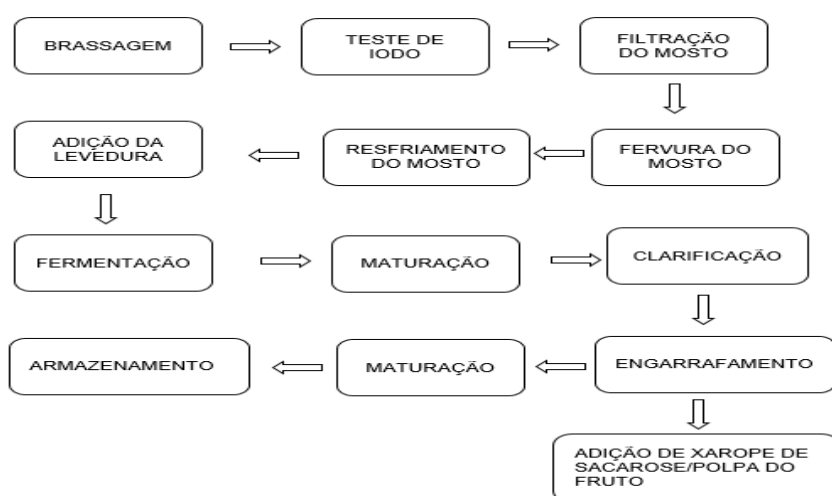 BRASSAGEM
TESTE DE
IODO
FILTRAÇÃO
DO MOSTO
FERVURA DO
MOSTO
RESFRIAMENTO
DO MOSTO
ADIÇÃO DA
LEVEDURA
FERMENTAÇÃO
MATURAÇÃO
CLARIFICAÇÃO
ENGARRAFAMENTO
MATURAÇÃO
ARMAZENAMENTO
ADIÇÃO DE XAROPE DE
SACAROSE/POLPA DO
FRUTO